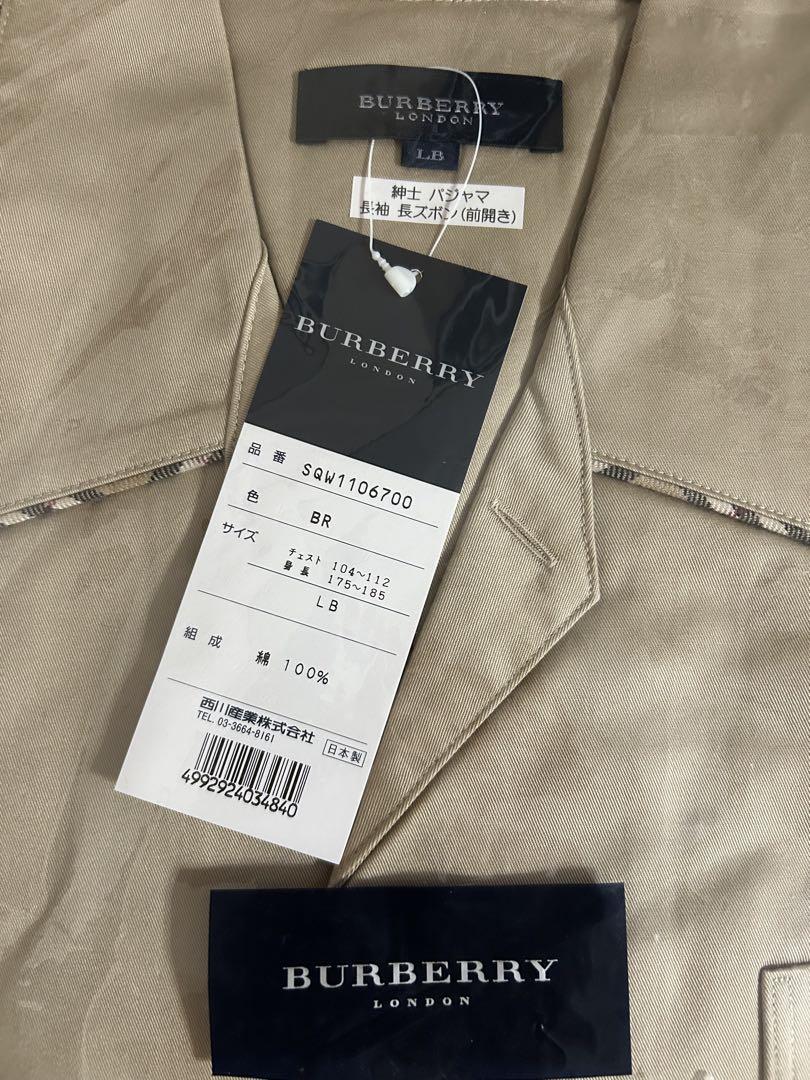 BURBERRY
LONDON
LB
紳士 パジャマ
長袖 長ズボン(前開き)
BURBERRY
LONDON
品番 SQW1106700
色 BR
サイズ チェスト 104~112
身長 175~185
LB
組成 綿 100%
西川産業株式会社
TEL. 03-3664-8161
日本製
4992924034840
BURBERRY
LONDON